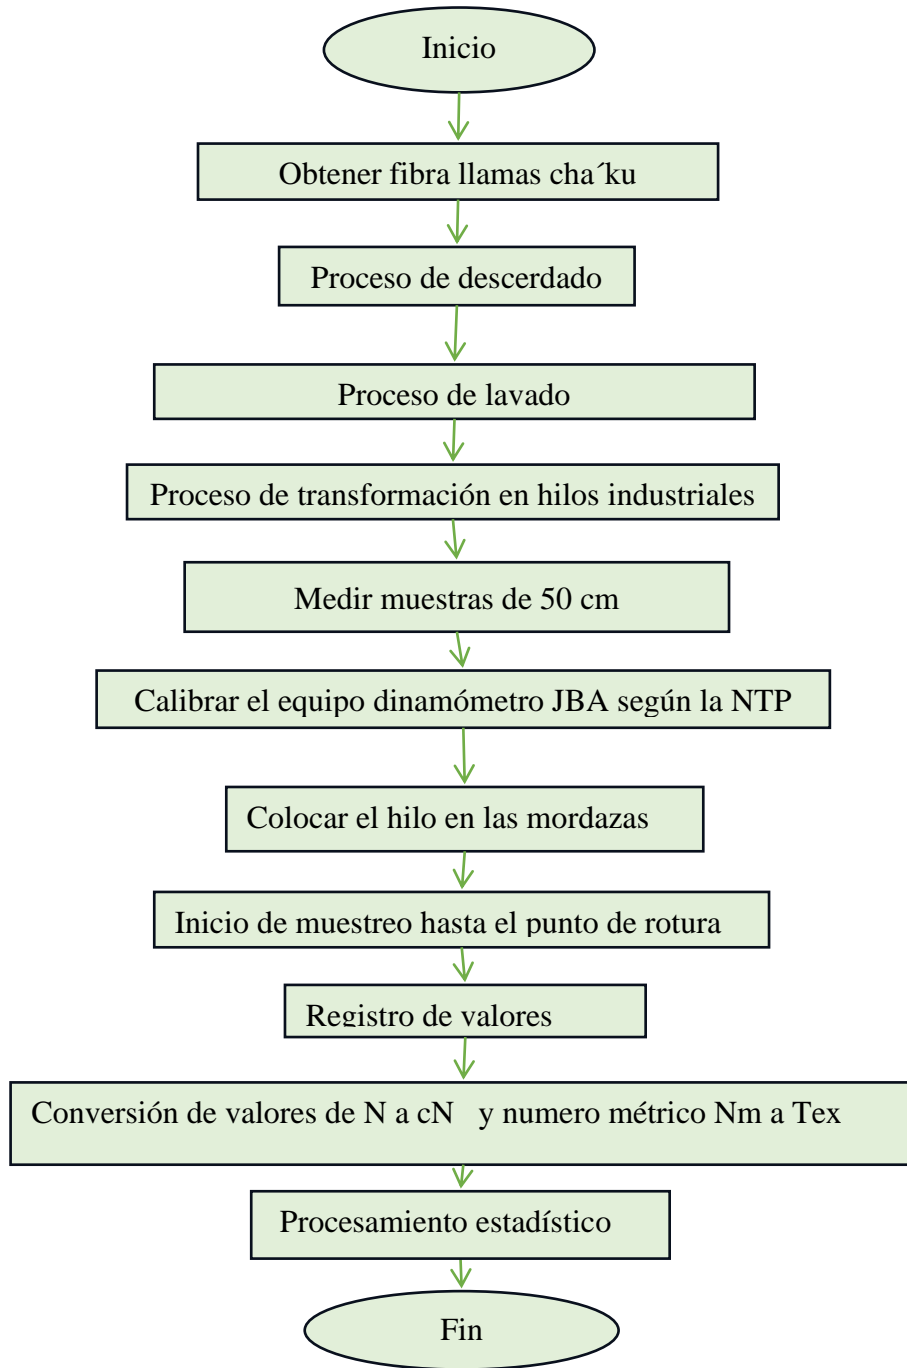 Inicio
Obtener fibra llamas cha´ku
Proceso de descerdado
Proceso de lavado
Proceso de transformación en hilos industriales
Medir muestras de 50 cm
Calibrar el equipo dinamómetro JBA según la NTP
Colocar el hilo en las mordazas
Inicio de muestreo hasta el punto de rotura
Registro de valores
Conversión de valores de N a cN y numero métrico Nm a Tex
Procesamiento estadístico
Fin